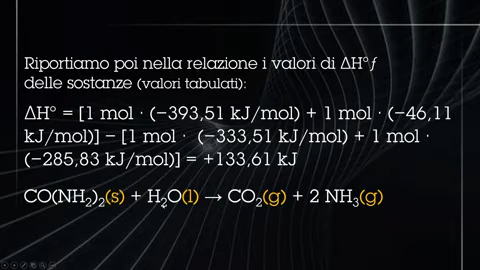 Riportiamo poi nella relazione i valori di ΔH°ƒ
delle sostanze (valori tabulati):
ΔH° = [1 mol · (−393,51 kJ/mol) + 1 mol · (−46,11
kJ/mol)] − [1 mol · (−333,51 kJ/mol) + 1 mol ·
(−285,83 kJ/mol)] = +133,61 kJ
CO(NH₂)₂(s) + H₂O(l) → CO₂(g) + 2 NH₃(g)